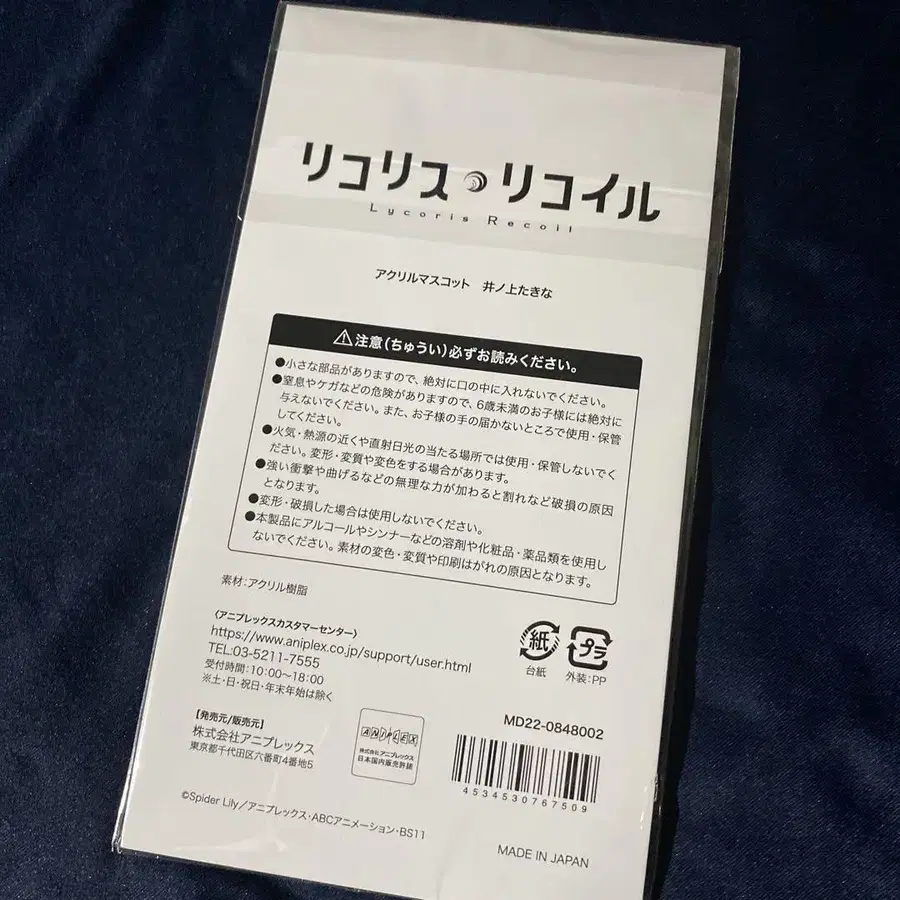 リコリス・リコイル
Lycoris Recoil
アクリルマスコット 井ノ上たきな
⚠注意(ちゅうい)必ずお読みください。
●小さな部品がありますので、絶対に口の中に入れないでください。
●窒息やケガなどの危険がありますので、6歳未満のお子様には絶対に
与えないでください。また、お子様の手の届かないところで使用・保管
してください。
●火気・熱源の近くや直射日光の当たる場所では使用・保管しないでく
ださい。変形・変質や変色をする場合があります。
●強い衝撃や曲げるなどの無理な力が加わると割れなど破損の原因
となります。
●変形・破損した場合は使用しないでください。
●本製品にアルコールやシンナーなどの溶剤や化粧品・薬品類を使用し
ないでください。素材の変色・変質や印刷はがれの原因となります。
素材:アクリル樹脂
〈アニプレックスカスタマーセンター〉
https://www.aniplex.co.jp/support/user.html
TEL:03-5211-7555
受付時間:10:00〜18:00
※土・日・祝日・年末年始は除く
紙
台紙
プラ
外装:PP
【発売元/販売元】
株式会社アニプレックス
東京都千代田区六番町4番地5
ANIPLEX
株式会社アニプレックス
日本国内販売許諾
MD22-0848002
4534530767509
©Spider Lily/アニプレックス・ABCアニメーション・BS11
MADE IN JAPAN